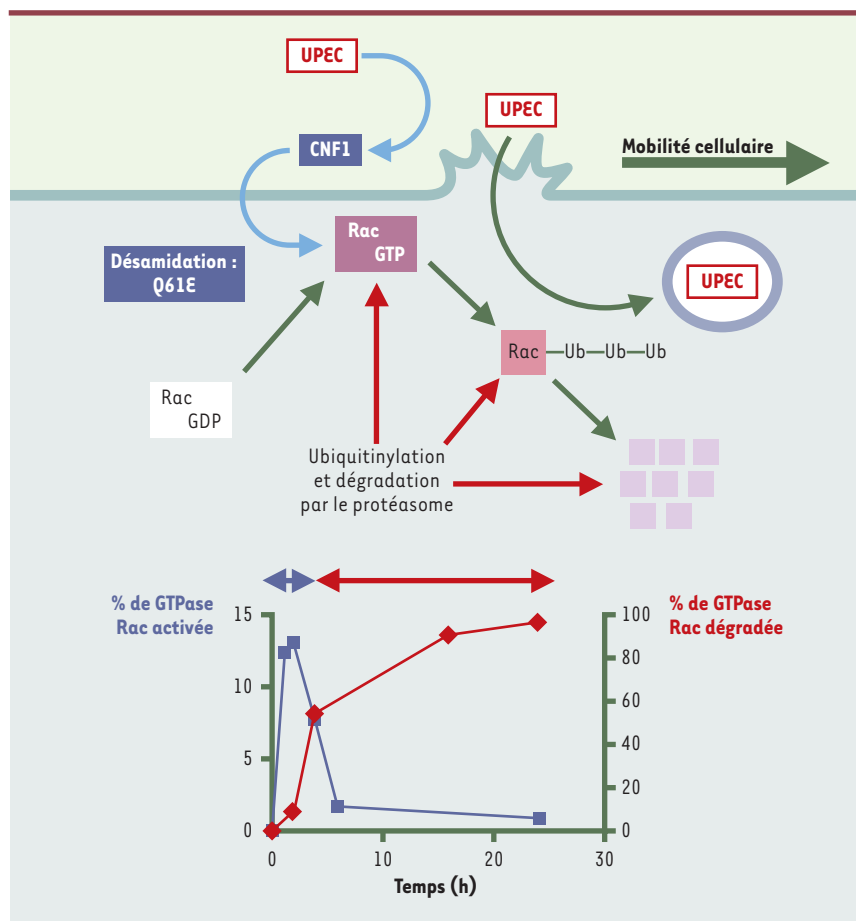 UPEC
UPEC
CNF1
Mobilité cellulaire
Rac
GTP
Désamidation :
Q61E
UPEC
Rac —Ub—Ub—Ub
Rac
GDP
Ubiquitinylation
et dégradation
par le protéasome
% de GTPase
Rac activée
% de GTPase
Rac dégradée
15
10
5
0
100
80
60
40
20
0
0 10 20 30
Temps (h)